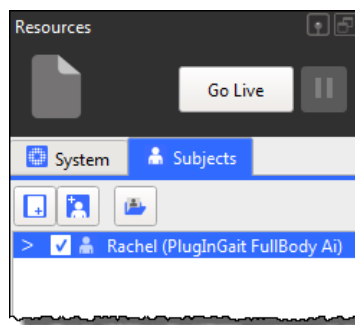 Resources
Go Live
System Subjects
> Rachel (PlugInGait FullBody Ai)